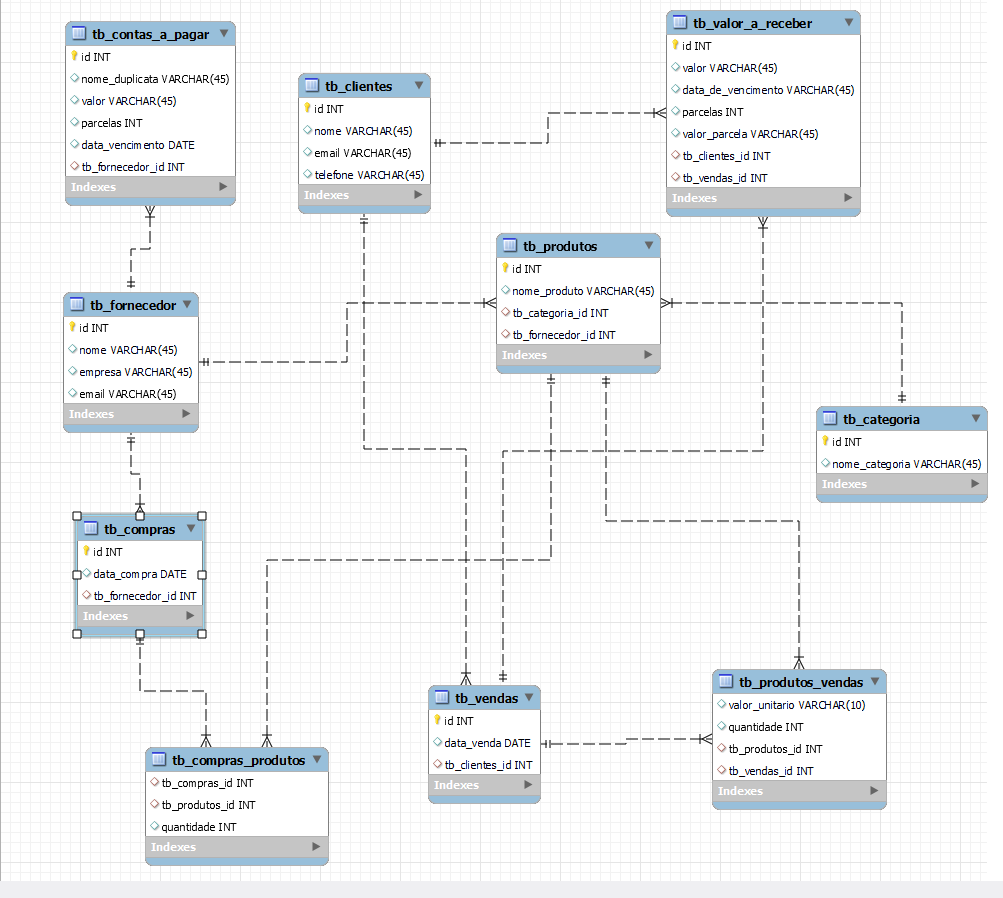 tb_contas_a_pagar
id INT
nome_duplicata VARCHAR(45)
valor VARCHAR(45)
parcelas INT
data_vencimento DATE
tb_fornecedor_id INT
Indexes
tb_clientes
id INT
nome VARCHAR(45)
email VARCHAR(45)
telefone VARCHAR(45)
Indexes
tb_valor_a_receber
id INT
valor VARCHAR(45)
data_de_vencimento VARCHAR(45)
parcelas INT
valor_parcela VARCHAR(45)
tb_clientes_id INT
tb_vendas_id INT
Indexes
tb_produtos
id INT
nome_produto VARCHAR(45)
tb_categoria_id INT
tb_fornecedor_id INT
Indexes
tb_fornecedor
id INT
nome VARCHAR(45)
empresa VARCHAR(45)
email VARCHAR(45)
Indexes
tb_categoria
id INT
nome_categoria VARCHAR(45)
Indexes
tb_compras
id INT
data_compra DATE
tb_fornecedor_id INT
Indexes
tb_vendas
id INT
data_venda DATE
tb_clientes_id INT
Indexes
tb_produtos_vendas
valor_unitario VARCHAR(10)
quantidade INT
tb_produtos_id INT
tb_vendas_id INT
Indexes
tb_compras_produtos
tb_compras_id INT
tb_produtos_id INT
quantidade INT
Indexes